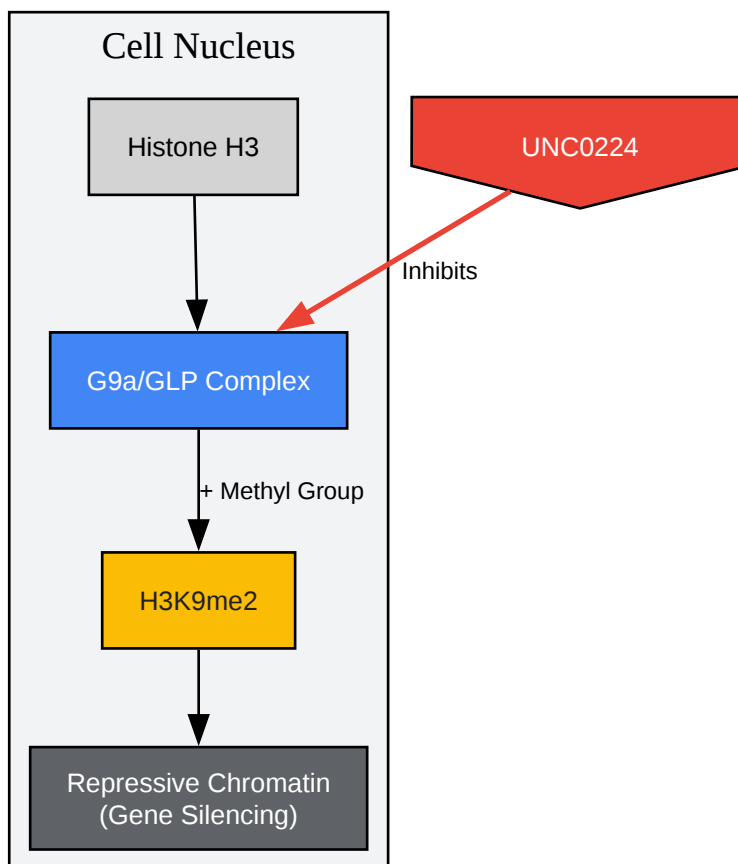 Cell Nucleus
Histone H3
UNC0224
Inhibits
G9a/GLP Complex
+ Methyl Group
H3K9me2
Repressive Chromatin
(Gene Silencing)